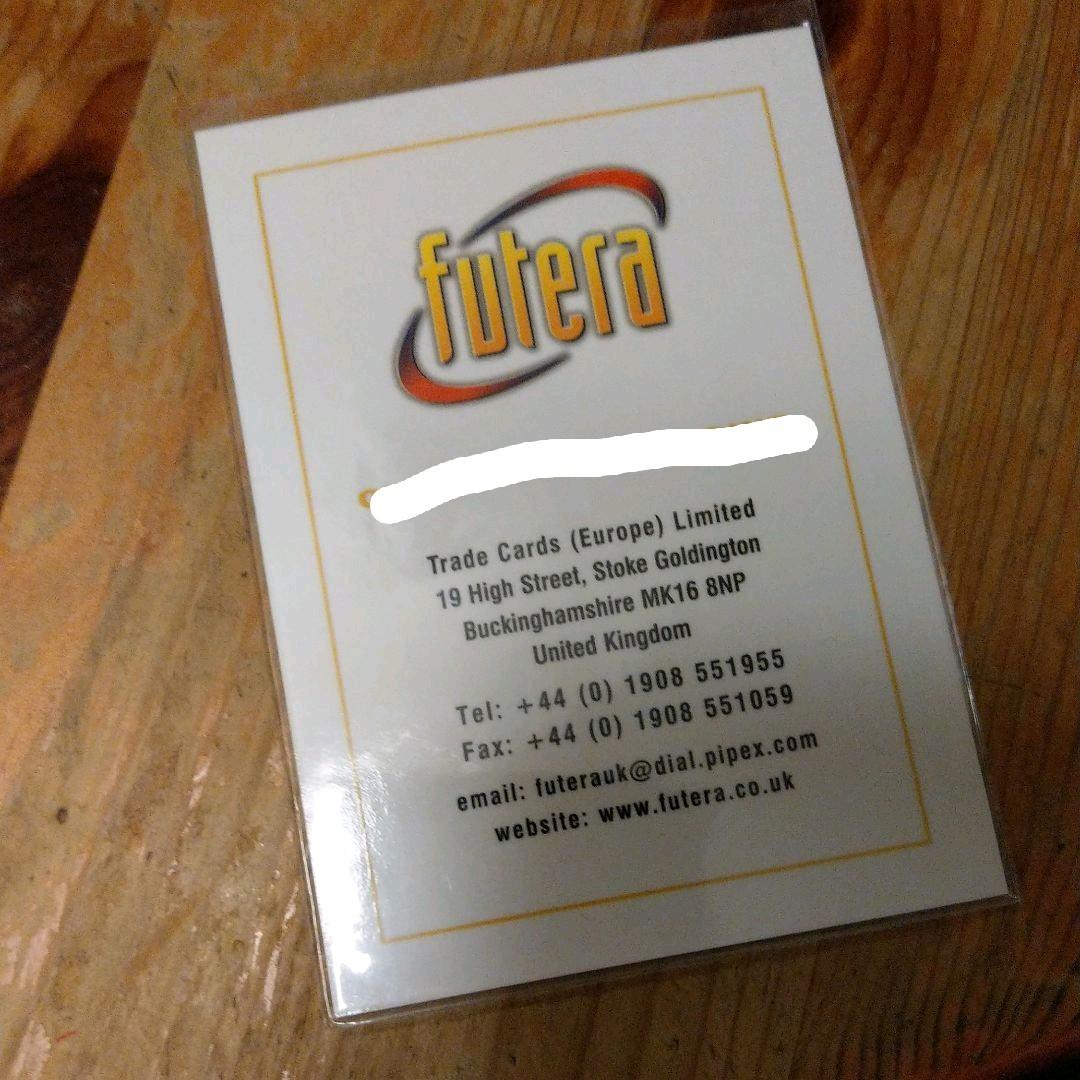 futera
Trade Cards (Europe) Limited
19 High Street, Stoke Goldington
Buckinghamshire MK16 8NP
United Kingdom
Tel: +44 (0) 1908 551955
Fax: +44 (0) 1908 551059
email: futerauk@dial.pipex.com
website: www.futera.co.uk